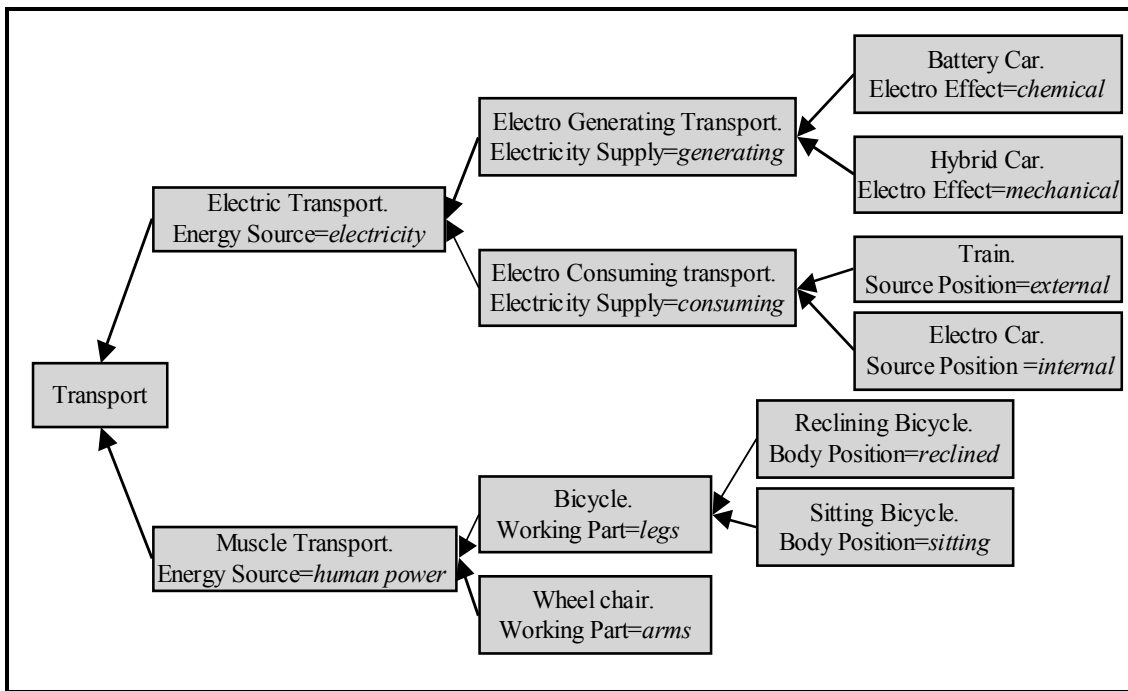 Battery Car.
Electro Effect=chemical
Electro Generating Transport.
Electricity Supply=generating
Hybrid Car.
Electro Effect=mechanical
Electric Transport.
Energy Source=electricity
Train.
Source Position=external
Electro Consuming transport.
Electricity Supply=consuming
Electro Car.
Source Position =internal
Transport
Reclining Bicycle.
Body Position=reclined
Bicycle.
Working Part=legs
Sitting Bicycle.
Body Position=sitting
Muscle Transport.
Energy Source=human power
Wheel chair.
Working Part=arms